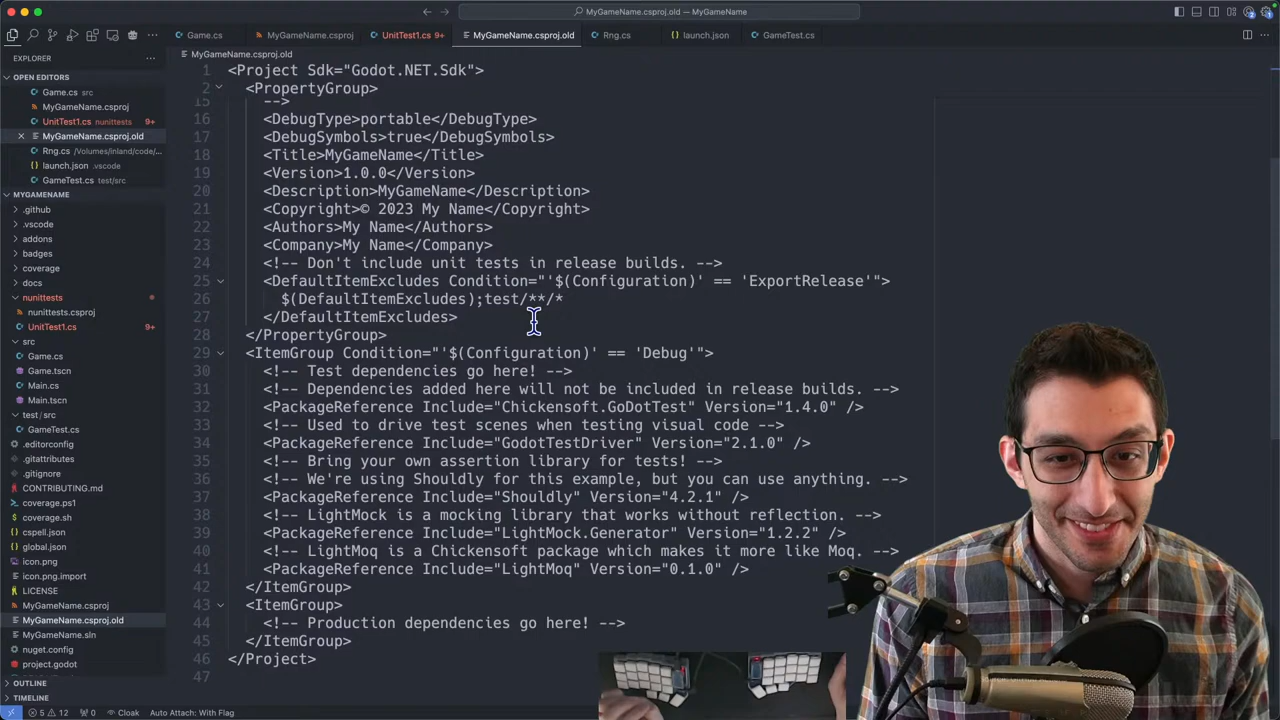 MyGameName.csproj.old — MyGameName
Game.cs
MyGameName.csproj
UnitTest1.cs 9+
MyGameName.csproj.old
Rng.cs
launch.json
GameTest.cs
EXPLORER
MyGameName.csproj.old
OPEN EDITORS
Game.cs src
MyGameName.csproj
UnitTest1.cs nunittests 9+
MyGameName.csproj.old
Rng.cs /Volumes/inland/code/...
launch.json .vscode
GameTest.cs test/src
MYGAMENAME
.github
.vscode
addons
badges
coverage
docs
nunittests
nunittests.csproj
UnitTest1.cs 9+
src
Game.cs
Game.tscn
Main.cs
Main.tscn
test/src
GameTest.cs
.editorconfig
.gitattributes
.gitignore
CONTRIBUTING.md
coverage.ps1
coverage.sh
cspell.json
global.json
icon.png
icon.png.import
LICENSE
MyGameName.csproj
MyGameName.csproj.old
MyGameName.sln
nuget.config
project.godot
OUTLINE
TIMELINE
1 <Project Sdk="Godot.NET.Sdk">
2 <PropertyGroup>
15 -->
16 <DebugType>portable</DebugType>
17 <DebugSymbols>true</DebugSymbols>
18 <Title>MyGameName</Title>
19 <Version>1.0.0</Version>
20 <Description>MyGameName</Description>
21 <Copyright>© 2023 My Name</Copyright>
22 <Authors>My Name</Authors>
23 <Company>My Name</Company>
24 <!-- Don't include unit tests in release builds. -->
25 <DefaultItemExcludes Condition="'$(Configuration)' == 'ExportRelease'">
26 $(DefaultItemExcludes);test/**/*
27 </DefaultItemExcludes>
28 </PropertyGroup>
29 <ItemGroup Condition="'$(Configuration)' == 'Debug'">
30 <!-- Test dependencies go here! -->
31 <!-- Dependencies added here will not be included in release builds. -->
32 <PackageReference Include="Chickensoft.GoDotTest" Version="1.4.0" />
33 <!-- Used to drive test scenes when testing visual code -->
34 <PackageReference Include="GodotTestDriver" Version="2.1.0" />
35 <!-- Bring your own assertion library for tests! -->
36 <!-- We're using Shouldly for this example, but you can use anything. -->
37 <PackageReference Include="Shouldly" Version="4.2.1" />
38 <!-- LightMock is a mocking library that works without reflection. -->
39 <PackageReference Include="LightMock.Generator" Version="1.2.2" />
40 <!-- LightMoq is a Chickensoft package which makes it more like Moq. -->
41 <PackageReference Include="LightMoq" Version="0.1.0" />
42 </ItemGroup>
43 <ItemGroup>
44 <!-- Production dependencies go here! -->
45 </ItemGroup>
46 </Project>
47
5 12 0 Cloak Auto Attach: With Flag